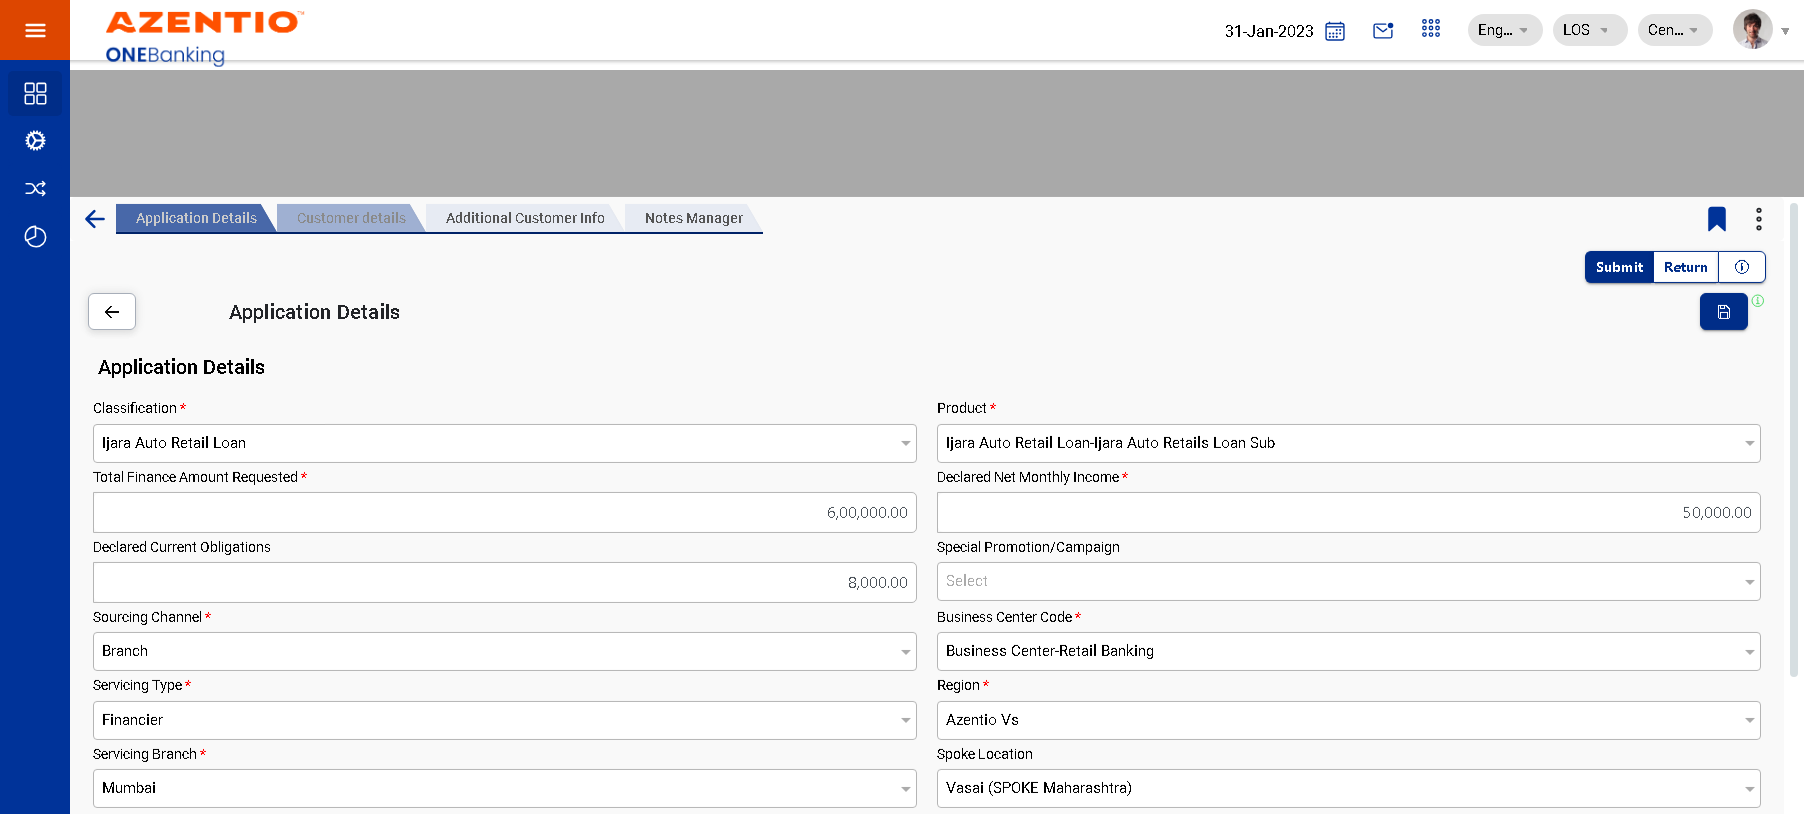 AZENTIO™
ONEBanking
31-Jan-2023
Eng...
LOS
Cen...
Application Details
Customer details
Additional Customer Info
Notes Manager
Submit
Return
Application Details
Application Details
Classification *
Product *
Ijara Auto Retail Loan
Ijara Auto Retail Loan-Ijara Auto Retails Loan Sub
Total Finance Amount Requested *
Declared Net Monthly Income *
6,00,000.00
50,000.00
Declared Current Obligations
Special Promotion/Campaign
8,000.00
Select
Sourcing Channel *
Business Center Code *
Branch
Business Center-Retail Banking
Servicing Type *
Region *
Financier
Azentio Vs
Servicing Branch *
Spoke Location
Mumbai
Vasai (SPOKE Maharashtra)